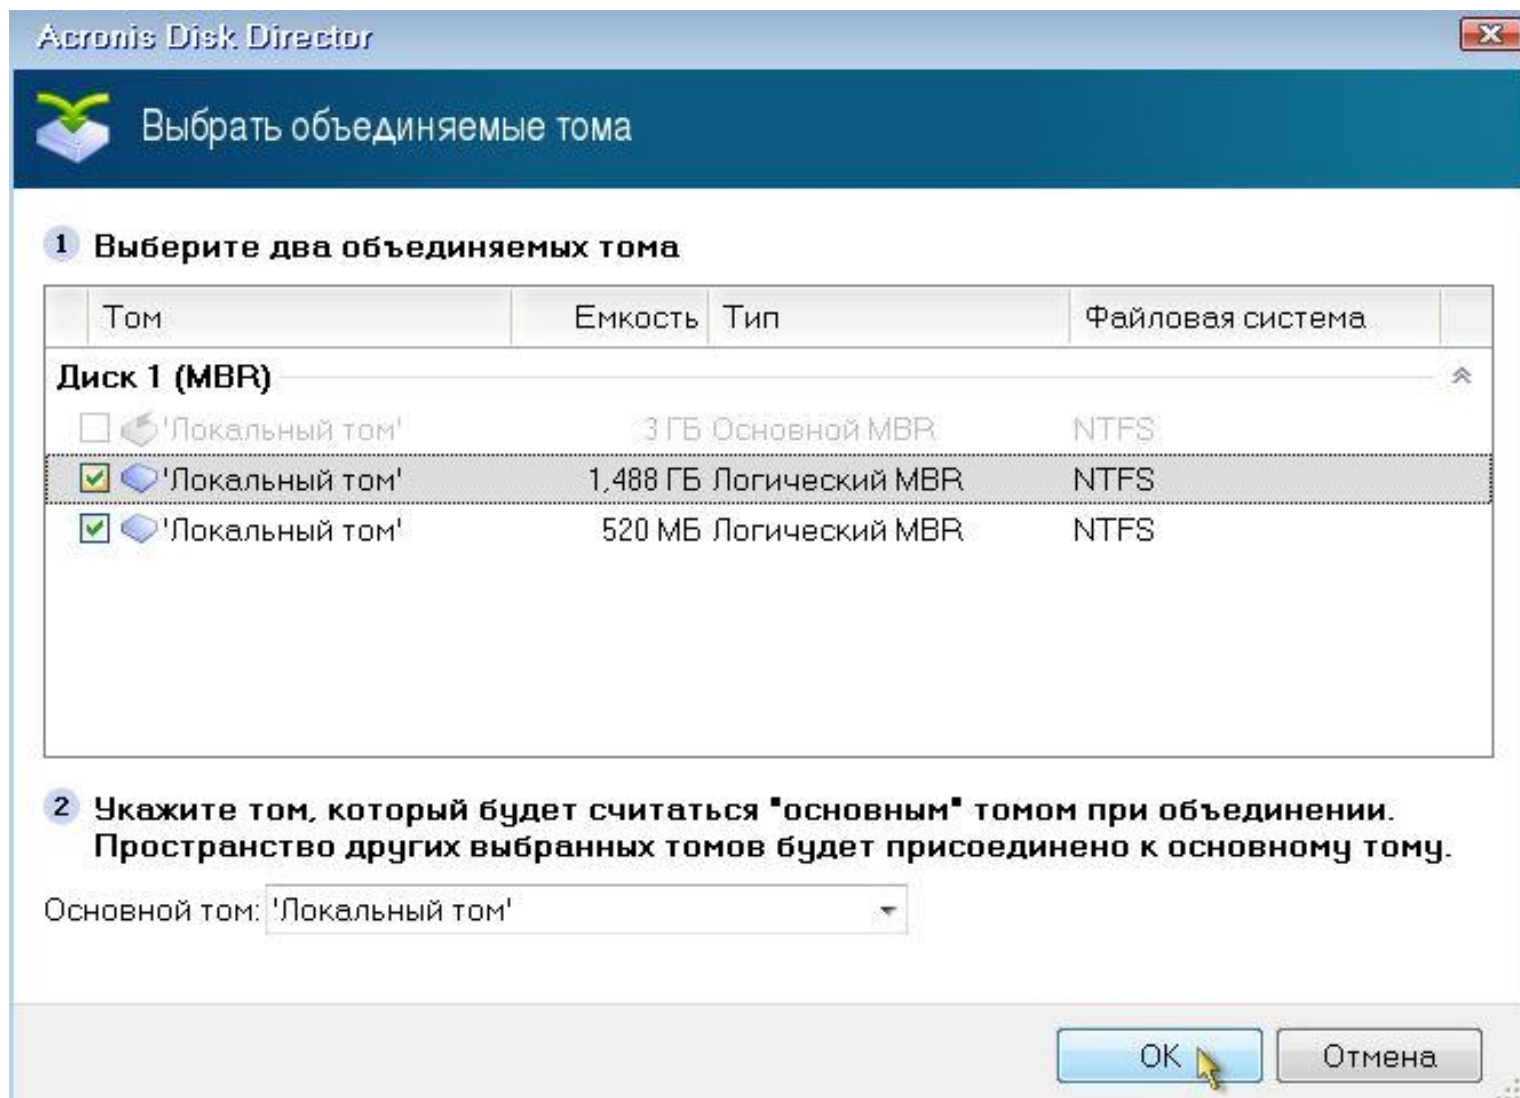 Acronis Disk Director
Выбрать объединяемые тома
1 Выберите два объединяемых тома
Том Емкость Тип Файловая система
Диск 1 (MBR)
'Локальный том' 3 ГБ Основной MBR NTFS
'Локальный том' 1,488 ГБ Логический MBR NTFS
'Локальный том' 520 МБ Логический MBR NTFS
2 Укажите том, который будет считаться "основным" томом при объединении.
Пространство других выбранных томов будет присоединено к основному тому.
Основной том: 'Локальный том'
OK Отмена